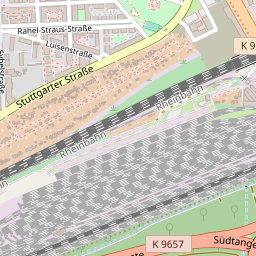 Rahel-Straus-Straße
Luisenstraße
K 9
Stuttgarter Straße
Rheinbahn
Rheinbahn
K 9657
Südtange